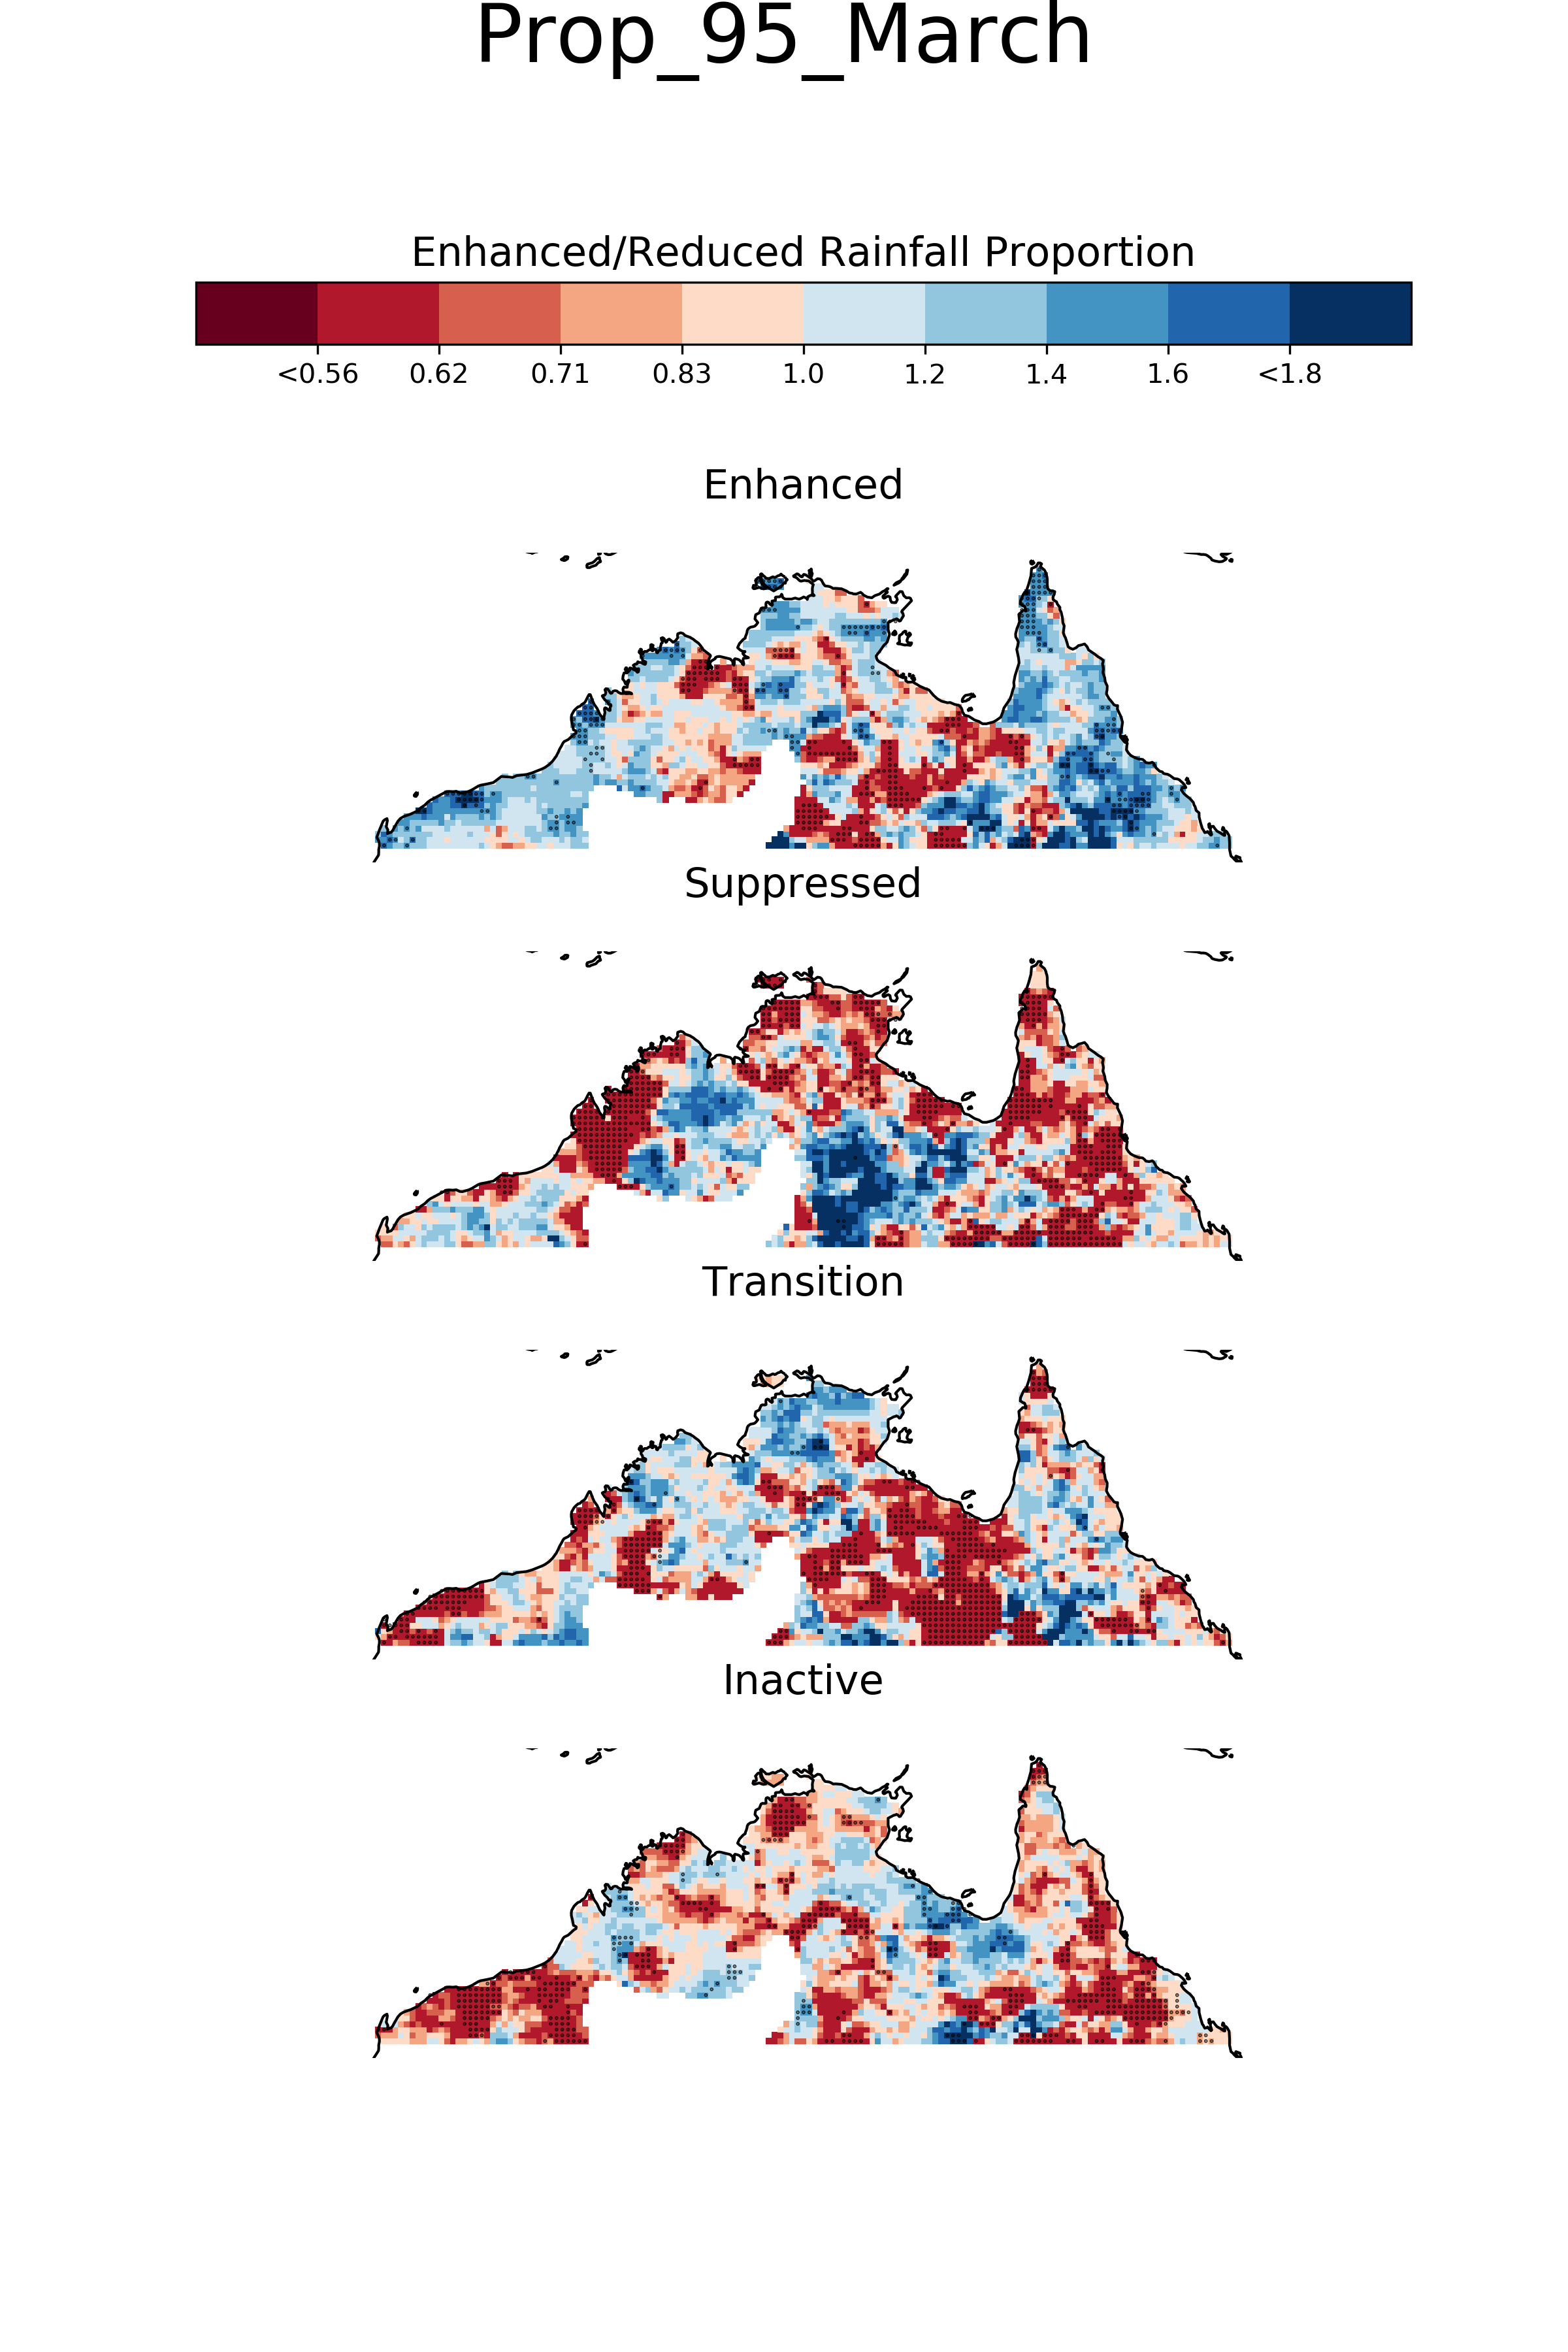 Prop_95_March
Enhanced/Reduced Rainfall Proportion
<0.56 0.62 0.71 0.83 1.0 1.2 1.4 1.6 <1.8
Enhanced
Suppressed
Transition
Inactive